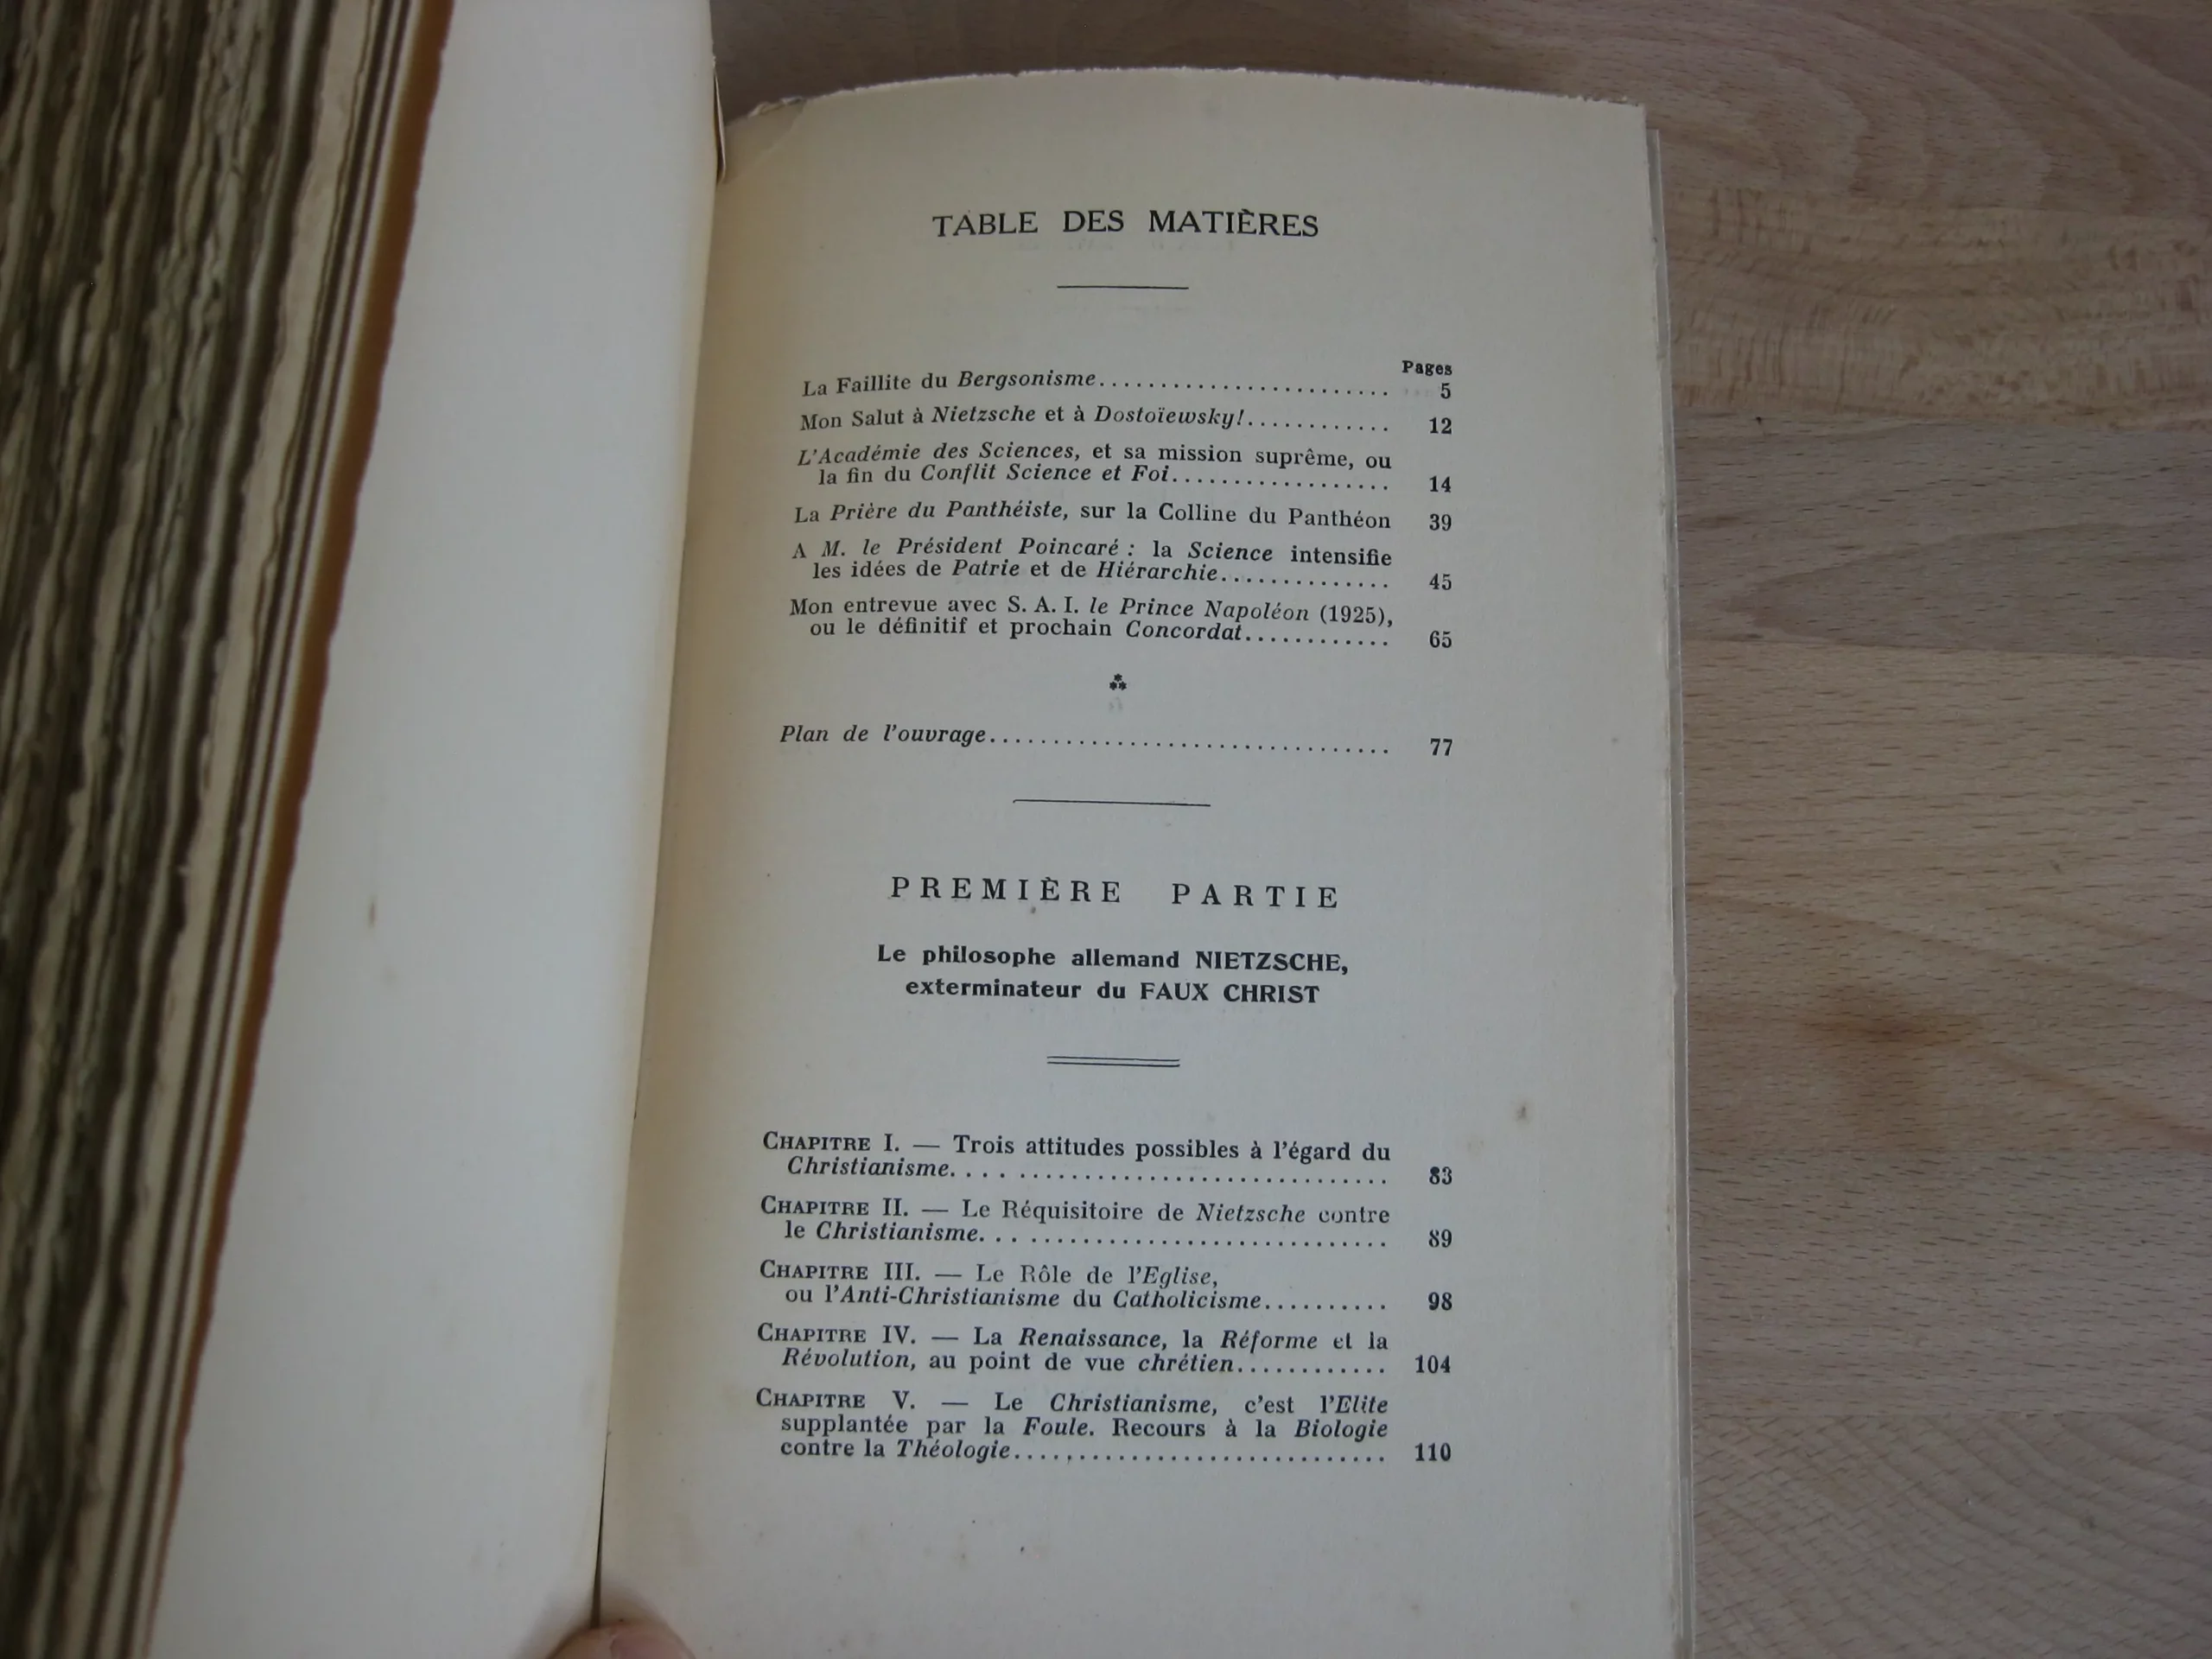 TABLE DES MATIÈRES
Pages
La Faillite du Bergsonisme........................ 5
Mon Salut à Nietzsche et à Dostoïewsky!............ 12
L'Académie des Sciences, et sa mission suprême, ou
la fin du Conflit Science et Foi.................. 14
La Prière du Panthéiste, sur la Colline du Panthéon 39
A M. le Président Poincaré : la Science intensifie
les idées de Patrie et de Hiérarchie.............. 45
Mon entrevue avec S. A. I. le Prince Napoléon (1925),
ou le définitif et prochain Concordat............ 65
⁂
Plan de l'ouvrage................................. 77
PREMIÈRE PARTIE
Le philosophe allemand NIETZSCHE,
exterminateur du FAUX CHRIST
CHAPITRE I. — Trois attitudes possibles à l'égard du
Christianisme.................................. 83
CHAPITRE II. — Le Réquisitoire de Nietzsche contre
le Christianisme................................ 89
CHAPITRE III. — Le Rôle de l'Eglise,
ou l'Anti-Christianisme du Catholicisme.......... 98
CHAPITRE IV. — La Renaissance, la Réforme et la
Révolution, au point de vue chrétien............ 104
CHAPITRE V. — Le Christianisme, c'est l'Elite
supplantée par la Foule. Recours à la Biologie
contre la Théologie.............................. 110